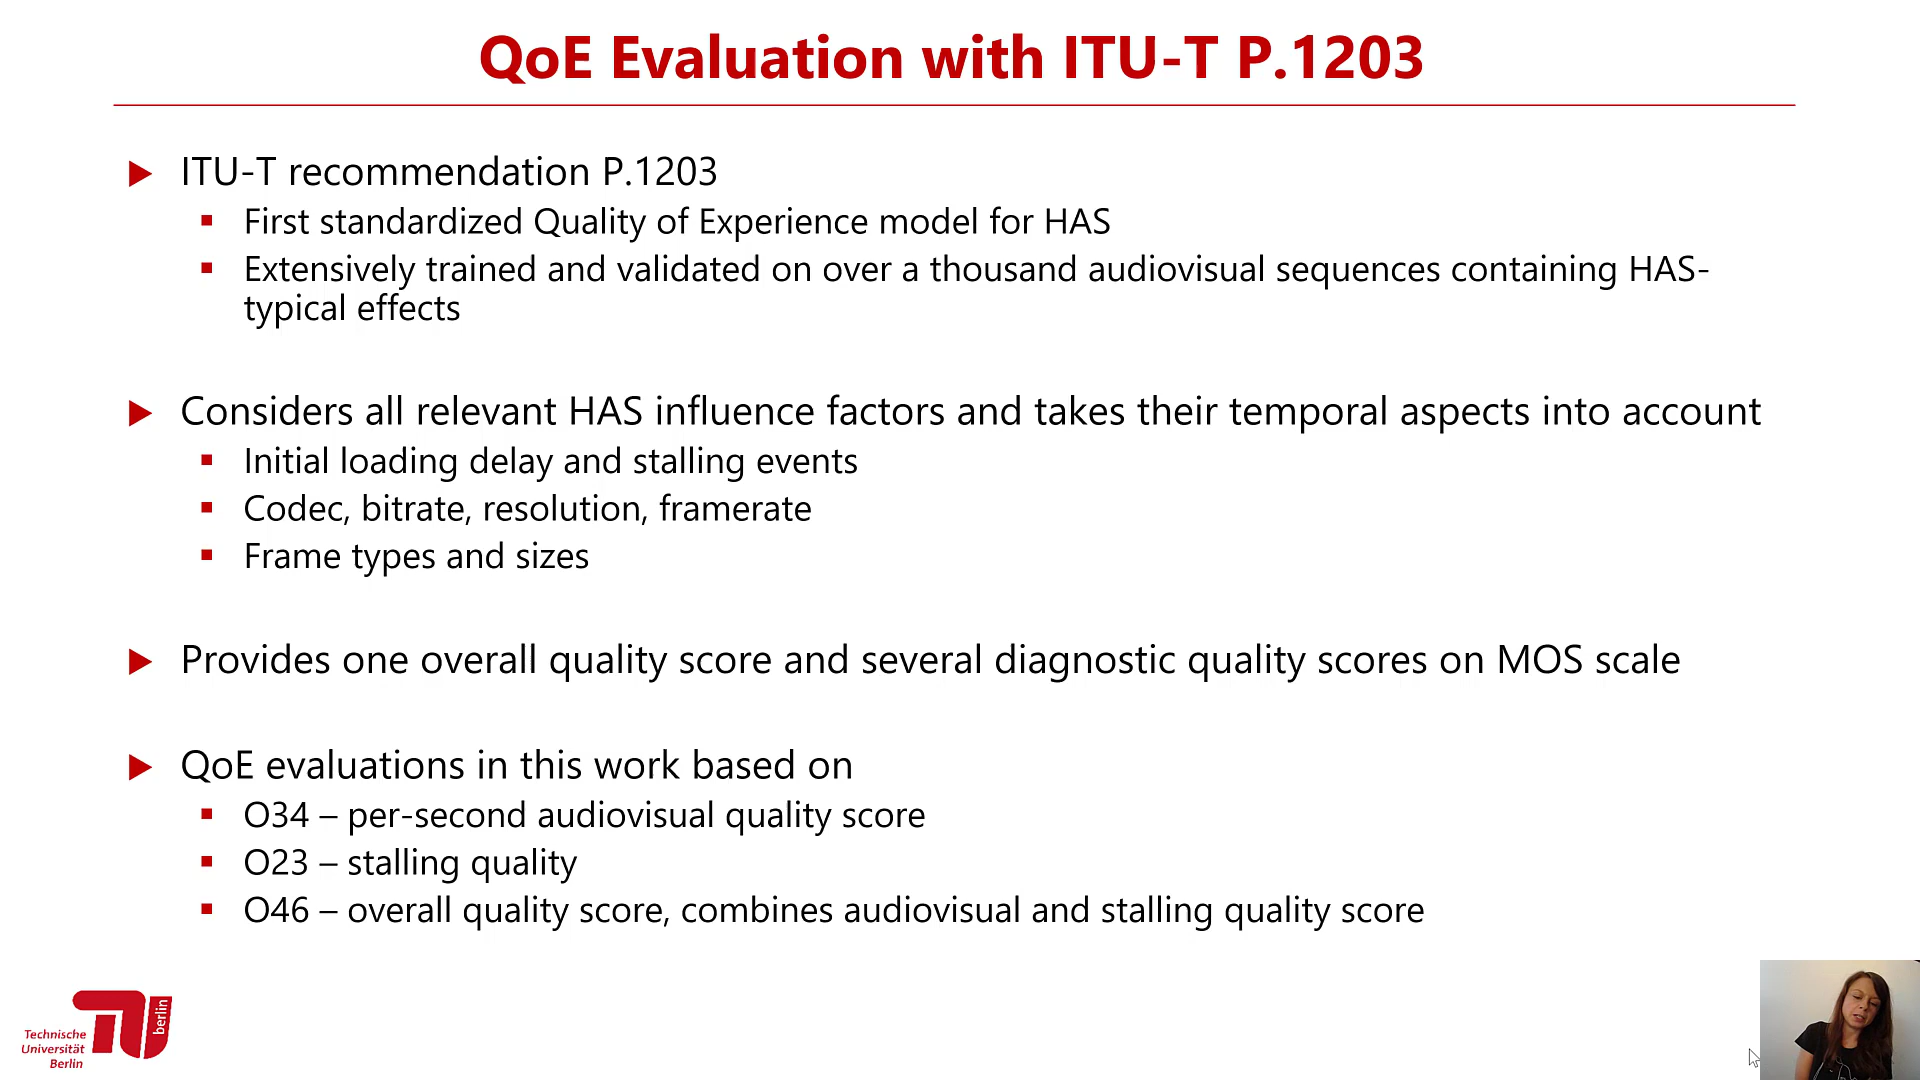 QoE Evaluation with ITU-T P.1203
ITU-T recommendation P.1203
First standardized Quality of Experience model for HAS
Extensively trained and validated on over a thousand audiovisual sequences containing HAS-
typical effects
Considers all relevant HAS influence factors and takes their temporal aspects into account
Initial loading delay and stalling events
Codec, bitrate, resolution, framerate
Frame types and sizes
Provides one overall quality score and several diagnostic quality scores on MOS scale
QoE evaluations in this work based on
O34 – per-second audiovisual quality score
O23 – stalling quality
O46 – overall quality score, combines audiovisual and stalling quality score
Technische
Universität
Berlin
berlin